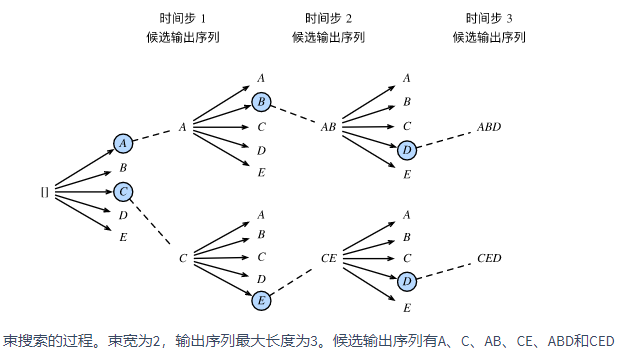 时间步 1 时间步 2 时间步 3
候选输出序列 候选输出序列 候选输出序列
A A
B B
A
A B C AB C ABD
B D D
[] C E E
D
E A A
B B
C C CE C CED
D D
E E
束搜索的过程。束宽为2，输出序列最大长度为3。候选输出序列有A、C、AB、CE、ABD和CED